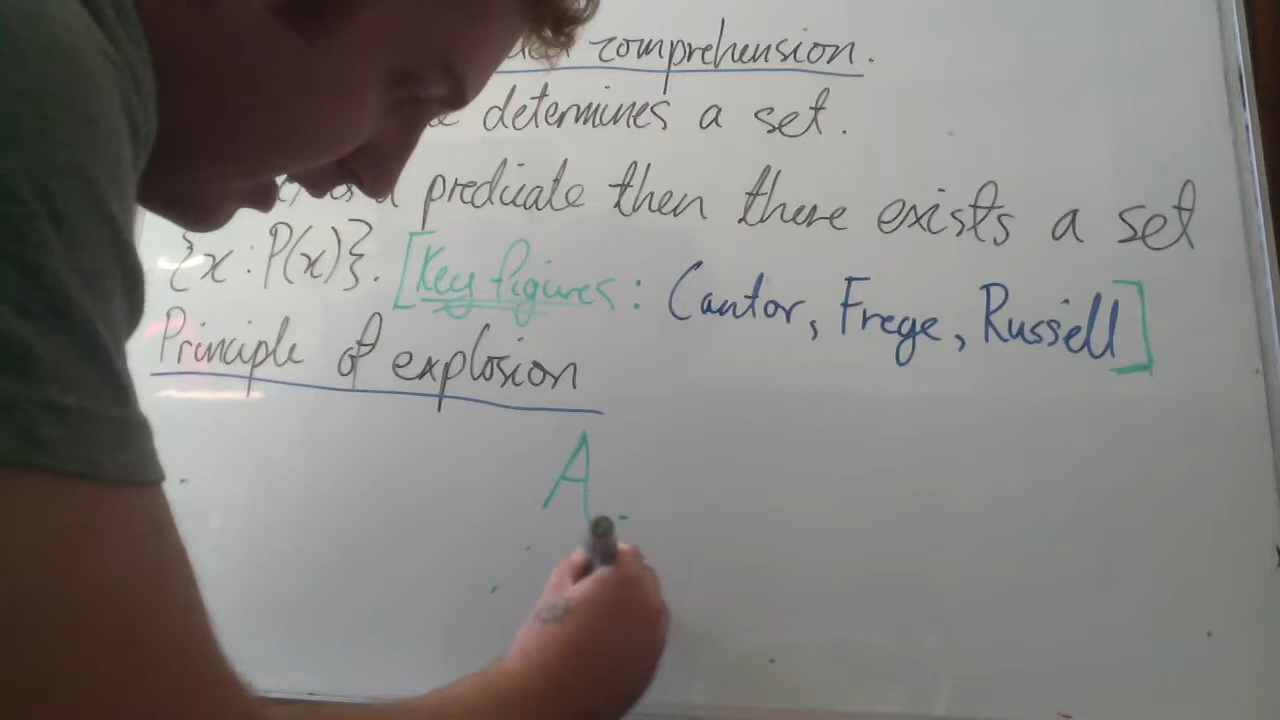 comprehension.
determines a set.
a predicate then there exists a set
{x : P(x)}. [Key figures: Cantor, Frege, Russell]
Principle of explosion
A